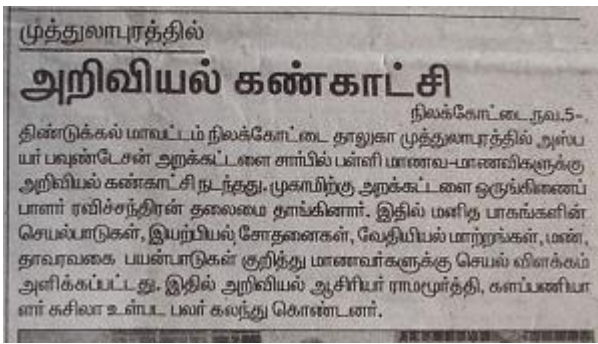 முத்துலாபுரத்தில்
அறிவியல் கண்காட்சி
நிலக்கோட்டை, நவ.5-
திண்டுக்கல் மாவட்டம் நிலக்கோட்டை தாலுகா முத்துலாபுரத்தில் அஸ்ப
யர் பவுண்டேசன் அறக்கட்டளை சார்பில் பள்ளி மாணவ-மாணவிகளுக்கு
அறிவியல் கண்காட்சி நடந்தது. முகாமிற்கு அறக்கட்டளை ஒருங்கிணைப்
பாளர் ரவிச்சந்திரன் தலைமை தாங்கினார். இதில் மனித பாகங்களின்
செயல்பாடுகள், இயற்பியல் சோதனைகள், வேதியியல் மாற்றங்கள், மண்,
தாவரவகை பயன்பாடுகள் குறித்து மாணவர்களுக்கு செயல் விளக்கம்
அளிக்கப்பட்டது. இதில் அறிவியல் ஆசிரியர் ராமமூர்த்தி, களப்பணியா
ளர் சுசிலா உள்பட பலர் கலந்து கொண்டனர்.